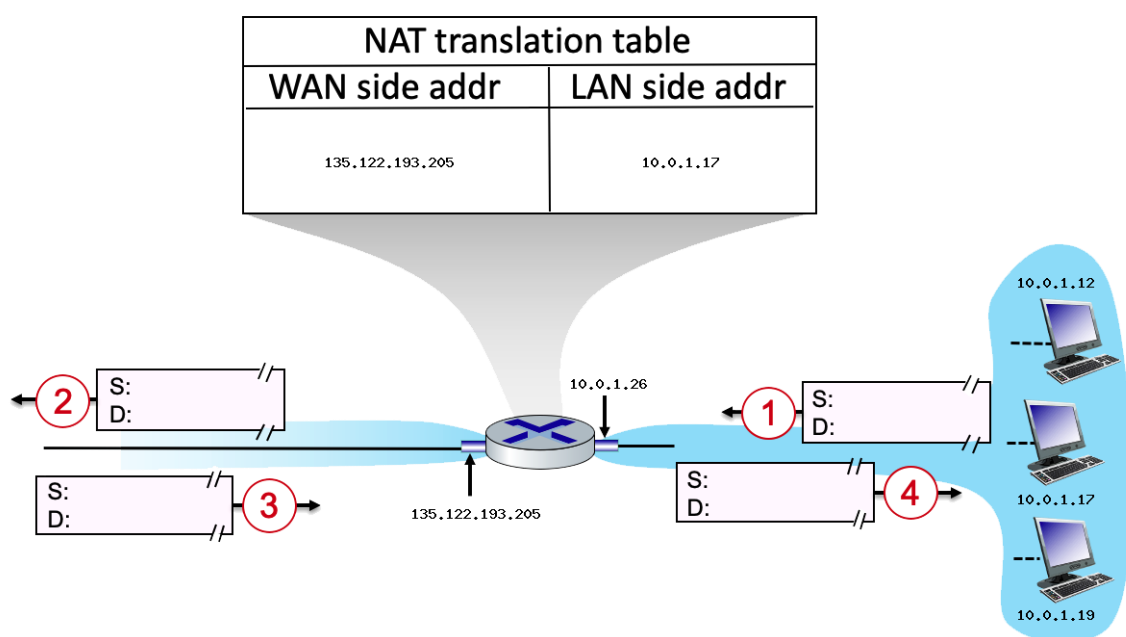 NAT translation table
WAN side addr LAN side addr
135.122.193.205 10.0.1.17
10.0.1.12
2
S:
D:
10.0.1.26
1
S:
D:
3
S:
D:
135.122.193.205
S:
D:
4
10.0.1.17
10.0.1.19